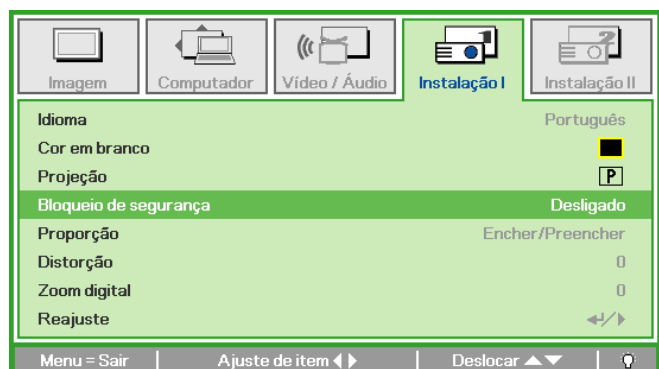 Imagem
Computador
Vídeo / Áudio
Instalação I
Instalação II
Idioma Português
Cor em branco
Projeção P
Bloqueio de segurança Desligado
Proporção Encher/Preencher
Distorção 0
Zoom digital 0
Reajuste
Menu = Sair Ajuste de item Deslocar